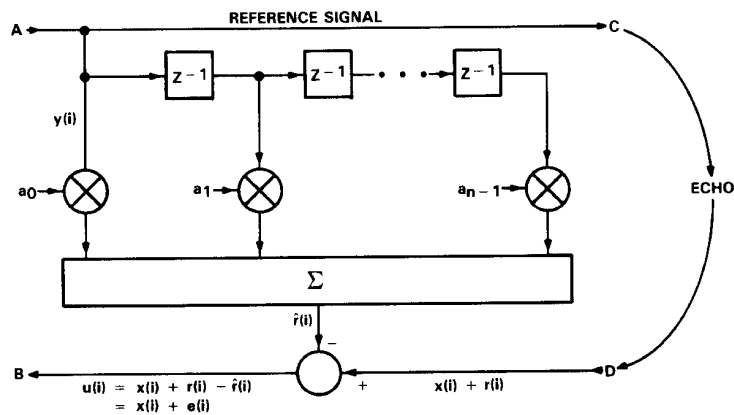 REFERENCE SIGNAL
A
C
z⁻¹
z⁻¹
• • •
z⁻¹
y(i)
a₀
a₁
aₙ₋₁
ECHO
Σ
r̂(i)
−
B
u(i) = x(i) + r(i) − r̂(i)
= x(i) + e(i)
+
x(i) + r(i)
D